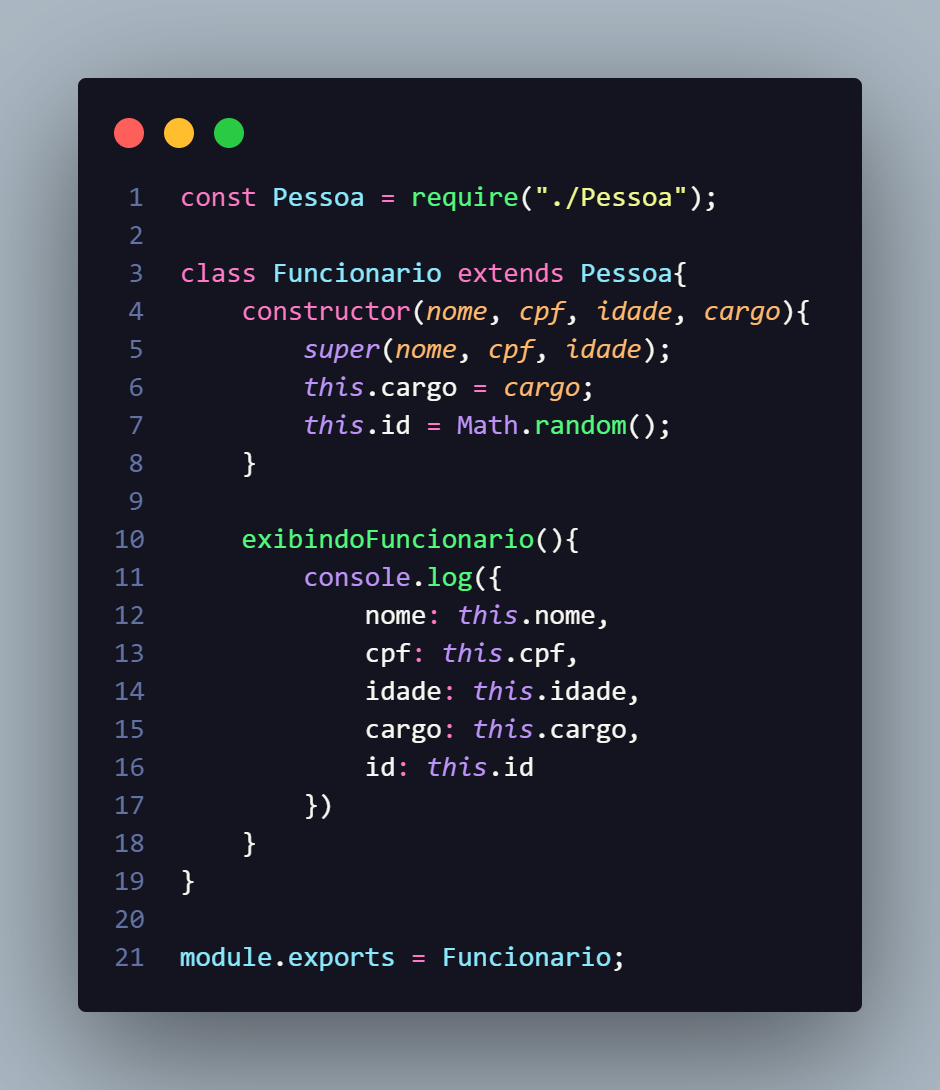 1 const Pessoa = require("./Pessoa");
2
3 class Funcionario extends Pessoa{
4     constructor(nome, cpf, idade, cargo){
5         super(nome, cpf, idade);
6         this.cargo = cargo;
7         this.id = Math.random();
8     }
9
10     exibindoFuncionario(){
11         console.log({
12             nome: this.nome,
13             cpf: this.cpf,
14             idade: this.idade,
15             cargo: this.cargo,
16             id: this.id
17         })
18     }
19 }
20
21 module.exports = Funcionario;